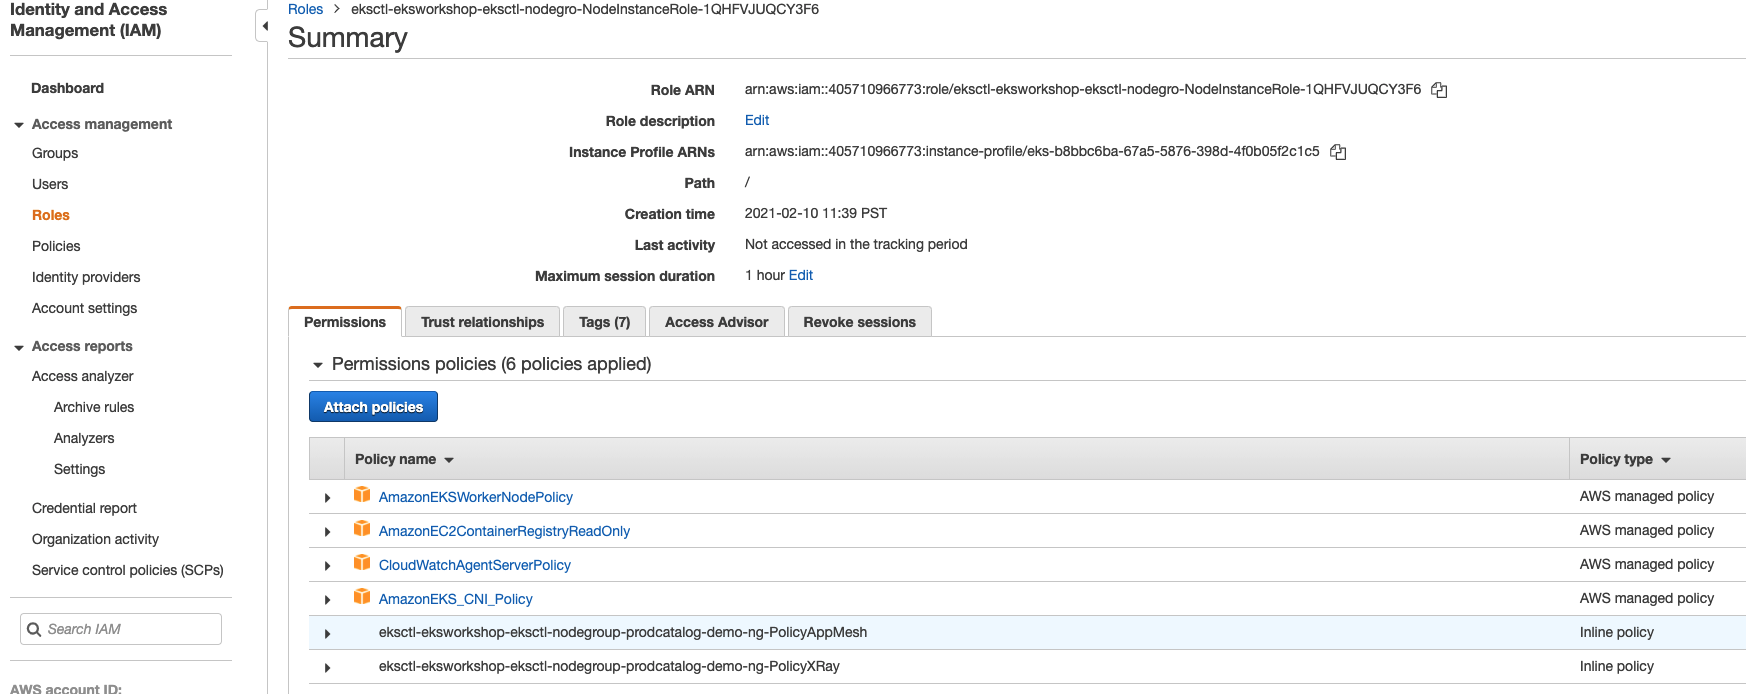 Identity and Access
Management (IAM)
Dashboard
Access management
Groups
Users
Roles
Policies
Identity providers
Account settings
Access reports
Access analyzer
Archive rules
Analyzers
Settings
Credential report
Organization activity
Service control policies (SCPs)
Search IAM
AWS account ID:
Roles > eksctl-eksworkshop-eksctl-nodegro-NodeInstanceRole-1QHFVJUQCY3F6
Summary
Role ARN arn:aws:iam::405710966773:role/eksctl-eksworkshop-eksctl-nodegro-NodeInstanceRole-1QHFVJUQCY3F6
Role description Edit
Instance Profile ARNs arn:aws:iam::405710966773:instance-profile/eks-b8bbc6ba-67a5-5876-398d-4f0b05f2c1c5
Path /
Creation time 2021-02-10 11:39 PST
Last activity Not accessed in the tracking period
Maximum session duration 1 hour Edit
Permissions Trust relationships Tags (7) Access Advisor Revoke sessions
Permissions policies (6 policies applied)
Attach policies
Policy name Policy type
AmazonEKSWorkerNodePolicy AWS managed policy
AmazonEC2ContainerRegistryReadOnly AWS managed policy
CloudWatchAgentServerPolicy AWS managed policy
AmazonEKS_CNI_Policy AWS managed policy
eksctl-eksworkshop-eksctl-nodegroup-prodcatalog-demo-ng-PolicyAppMesh Inline policy
eksctl-eksworkshop-eksctl-nodegroup-prodcatalog-demo-ng-PolicyXRay Inline policy